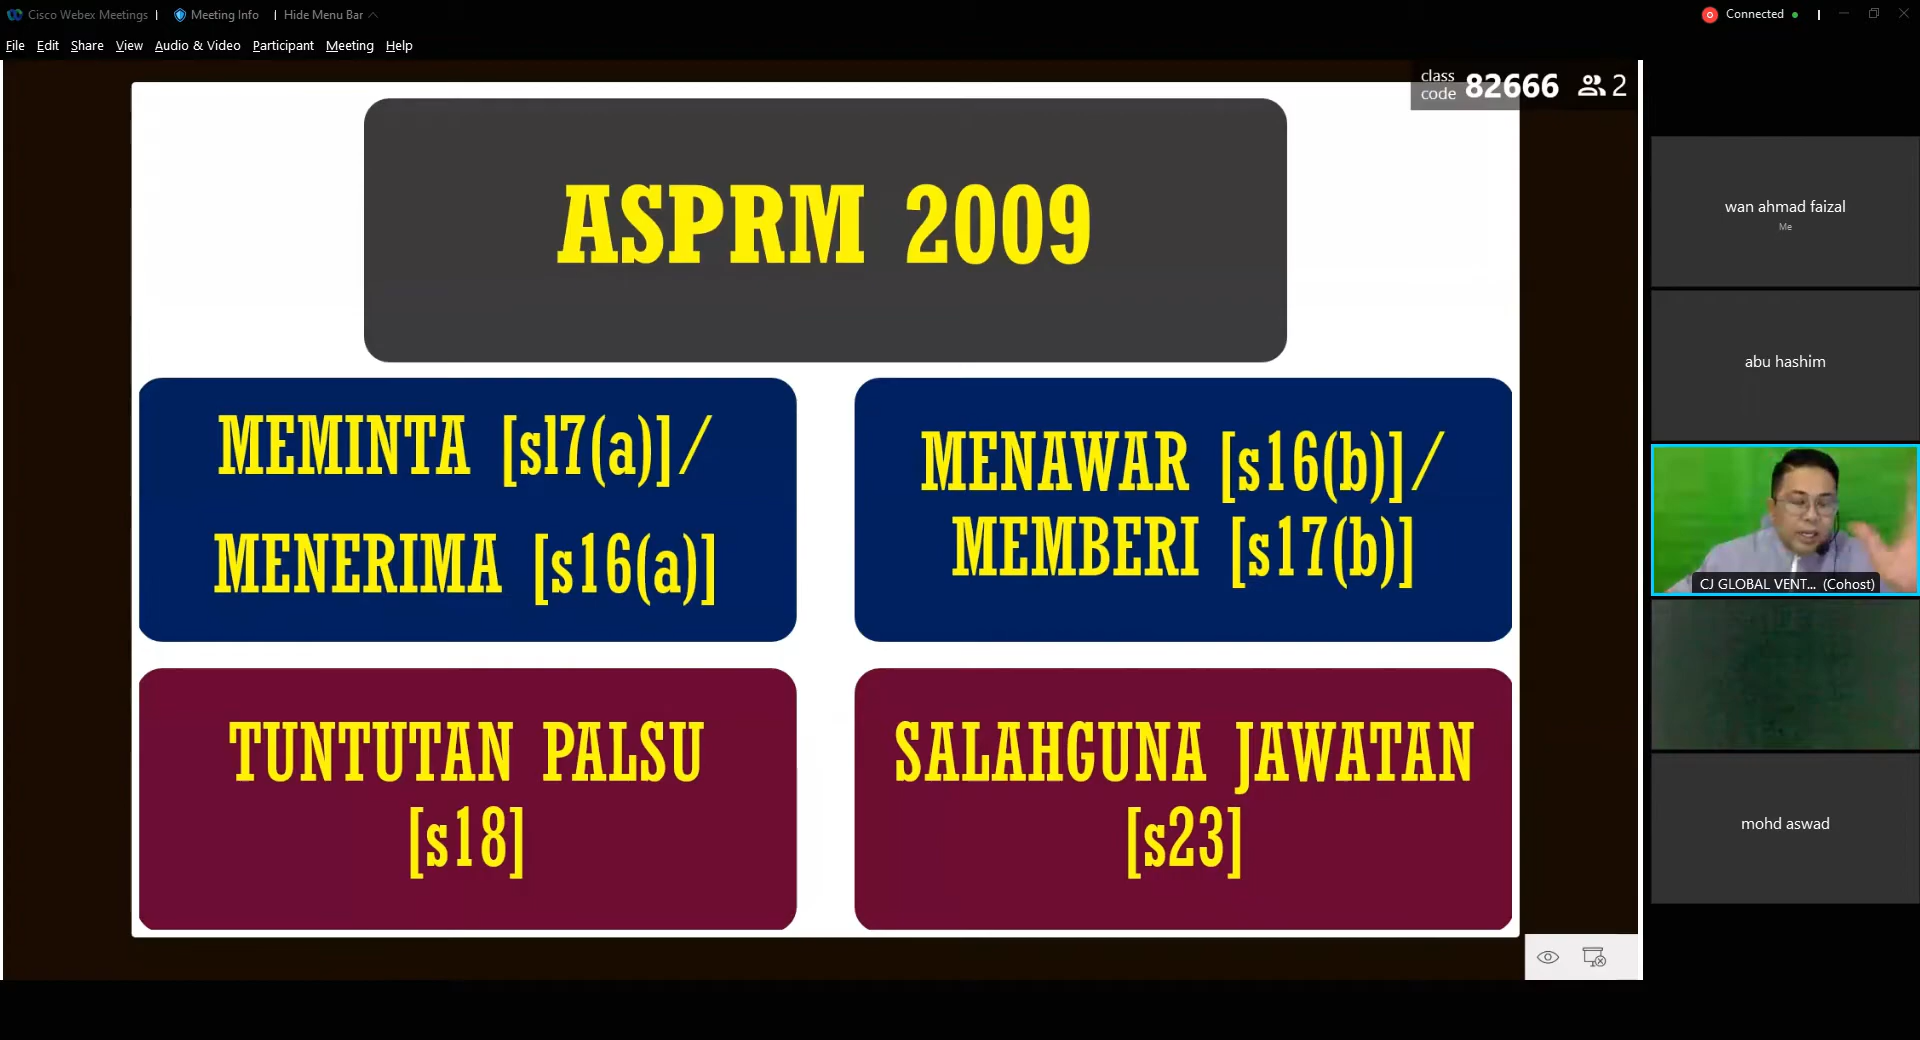 Cisco Webex Meetings | Meeting Info | Hide Menu Bar
Connected
File Edit Share View Audio & Video Participant Meeting Help
class code 82666 2
ASPRM 2009
MEMINTA [sl7(a)]/
MENERIMA [s16(a)]
MENAWAR [s16(b)]/
MEMBERI [s17(b)]
TUNTUTAN PALSU
[s18]
SALAHGUNA JAWATAN
[s23]
wan ahmad faizal
Me
abu hashim
CJ GLOBAL VENT... (Cohost)
mohd aswad